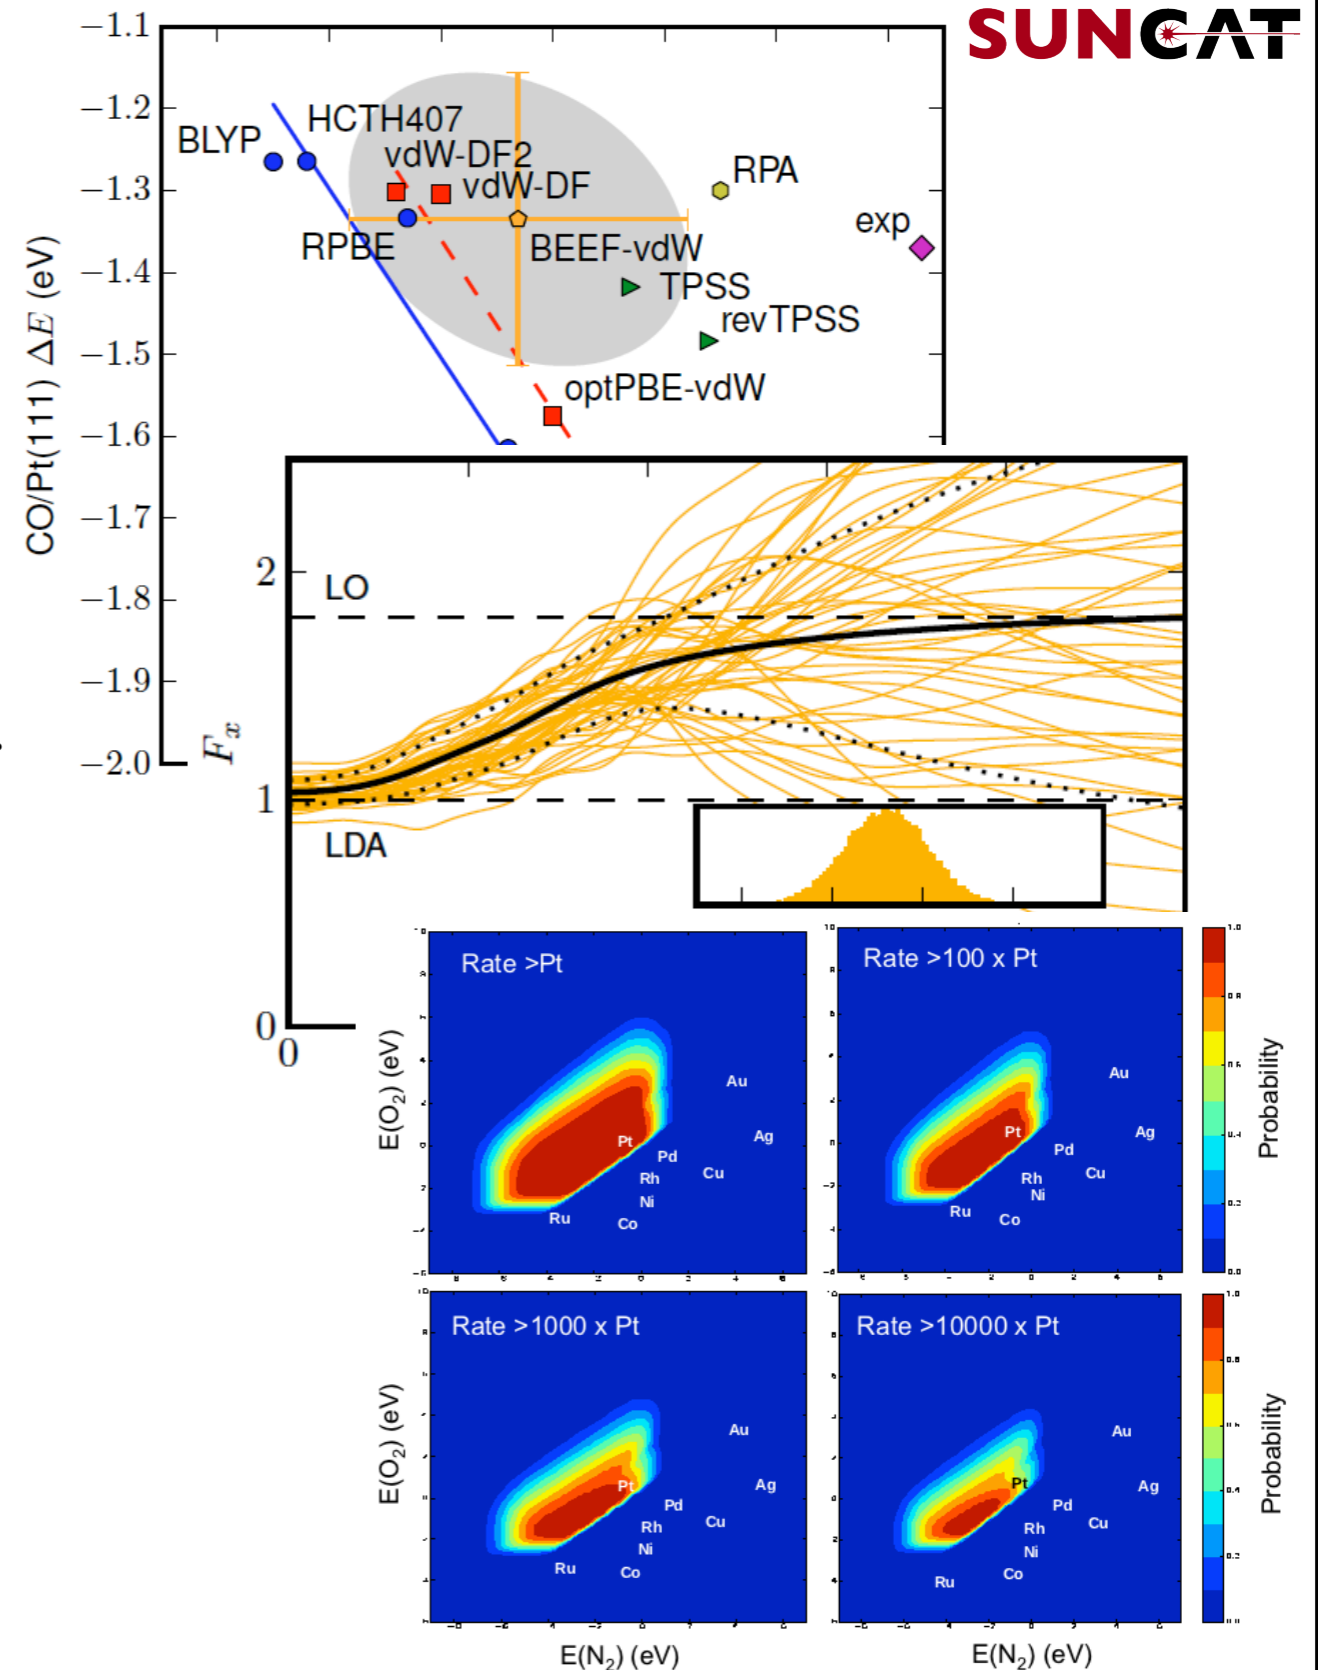 SUNCAT
−1.1
−1.2
−1.3
−1.4
−1.5
−1.6
−1.7
−1.8
−1.9
−2.0
CO/Pt(111) ΔE (eV)
BLYP
HCTH407
vdW-DF2
vdW-DF
RPBE
BEEF-vdW
RPA
exp
TPSS
revTPSS
optPBE-vdW
2
1
0
0
Fx
LO
LDA
Rate >Pt
E(O2) (eV)
Au
Ag
Pt
Pd
Cu
Rh
Ni
Ru
Co
Rate >100 x Pt
Au
Ag
Pt
Pd
Cu
Rh
Ni
Ru
Co
Probability
Rate >1000 x Pt
E(O2) (eV)
Au
Ag
Pt
Pd
Cu
Rh
Ni
Ru
Co
E(N2) (eV)
Rate >10000 x Pt
Au
Ag
Pt
Pd
Cu
Rh
Ni
Ru
Co
E(N2) (eV)
Probability